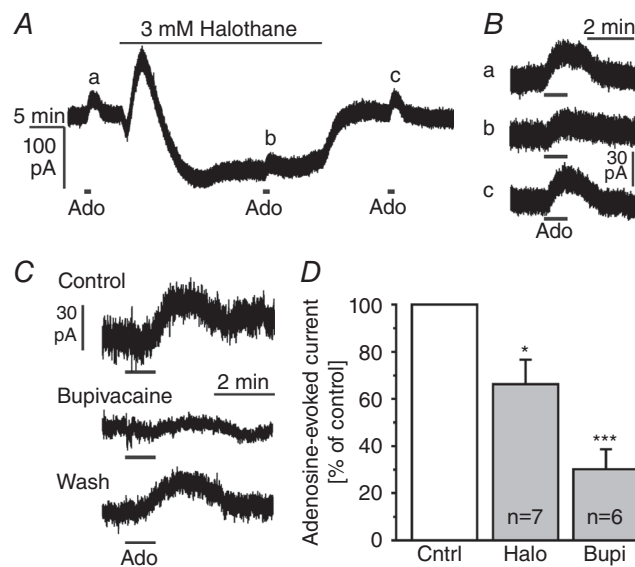 A
3 mM Halothane
a
b
c
5 min
100
pA
Ado
Ado
Ado
B
2 min
a
b
c
30
pA
Ado
C
Control
30
pA
Bupivacaine
2 min
Wash
Ado
D
Adenosine-evoked current
[% of control]
100
80
60
40
20
0
*
***
n=7
n=6
Cntrl
Halo
Bupi